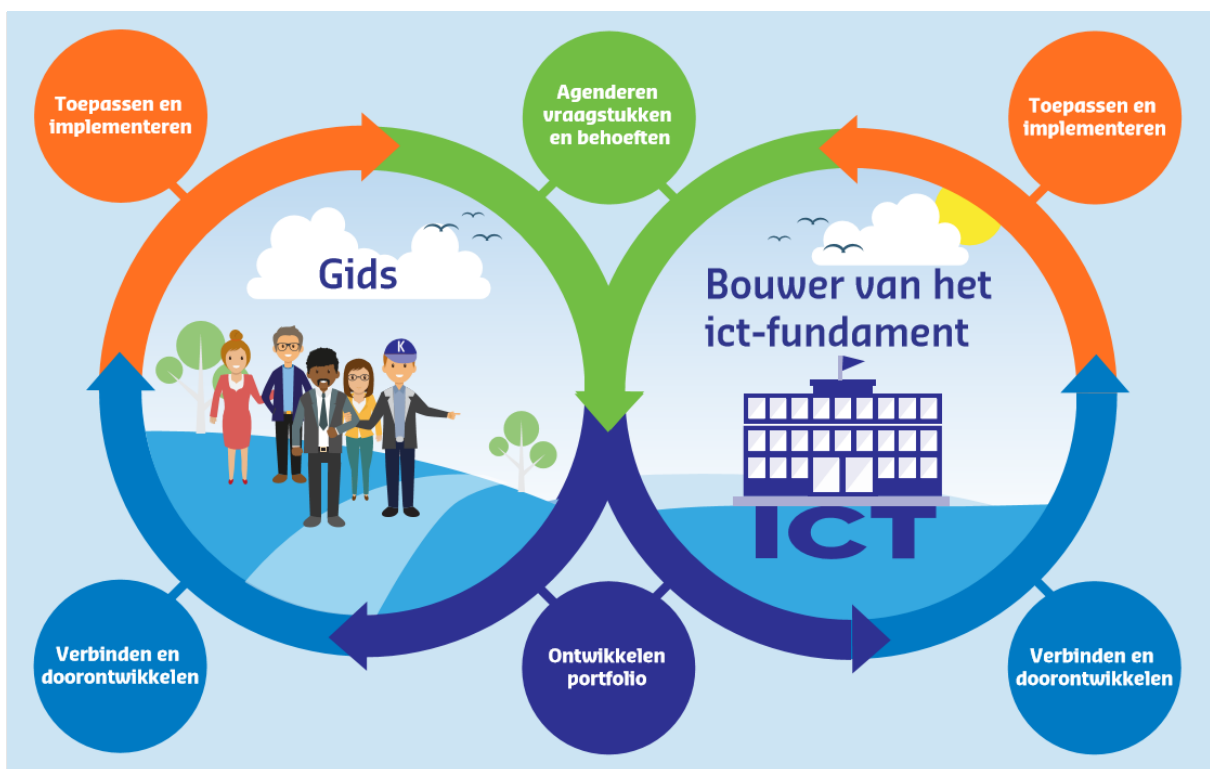 Toepassen en
implementeren
Agenderen
vraagstukken
en behoeften
Toepassen en
implementeren
Gids
Bouwer van het
ict-fundament
K
ICT
Verbinden en
doorontwikkelen
Ontwikkelen
portfolio
Verbinden en
doorontwikkelen